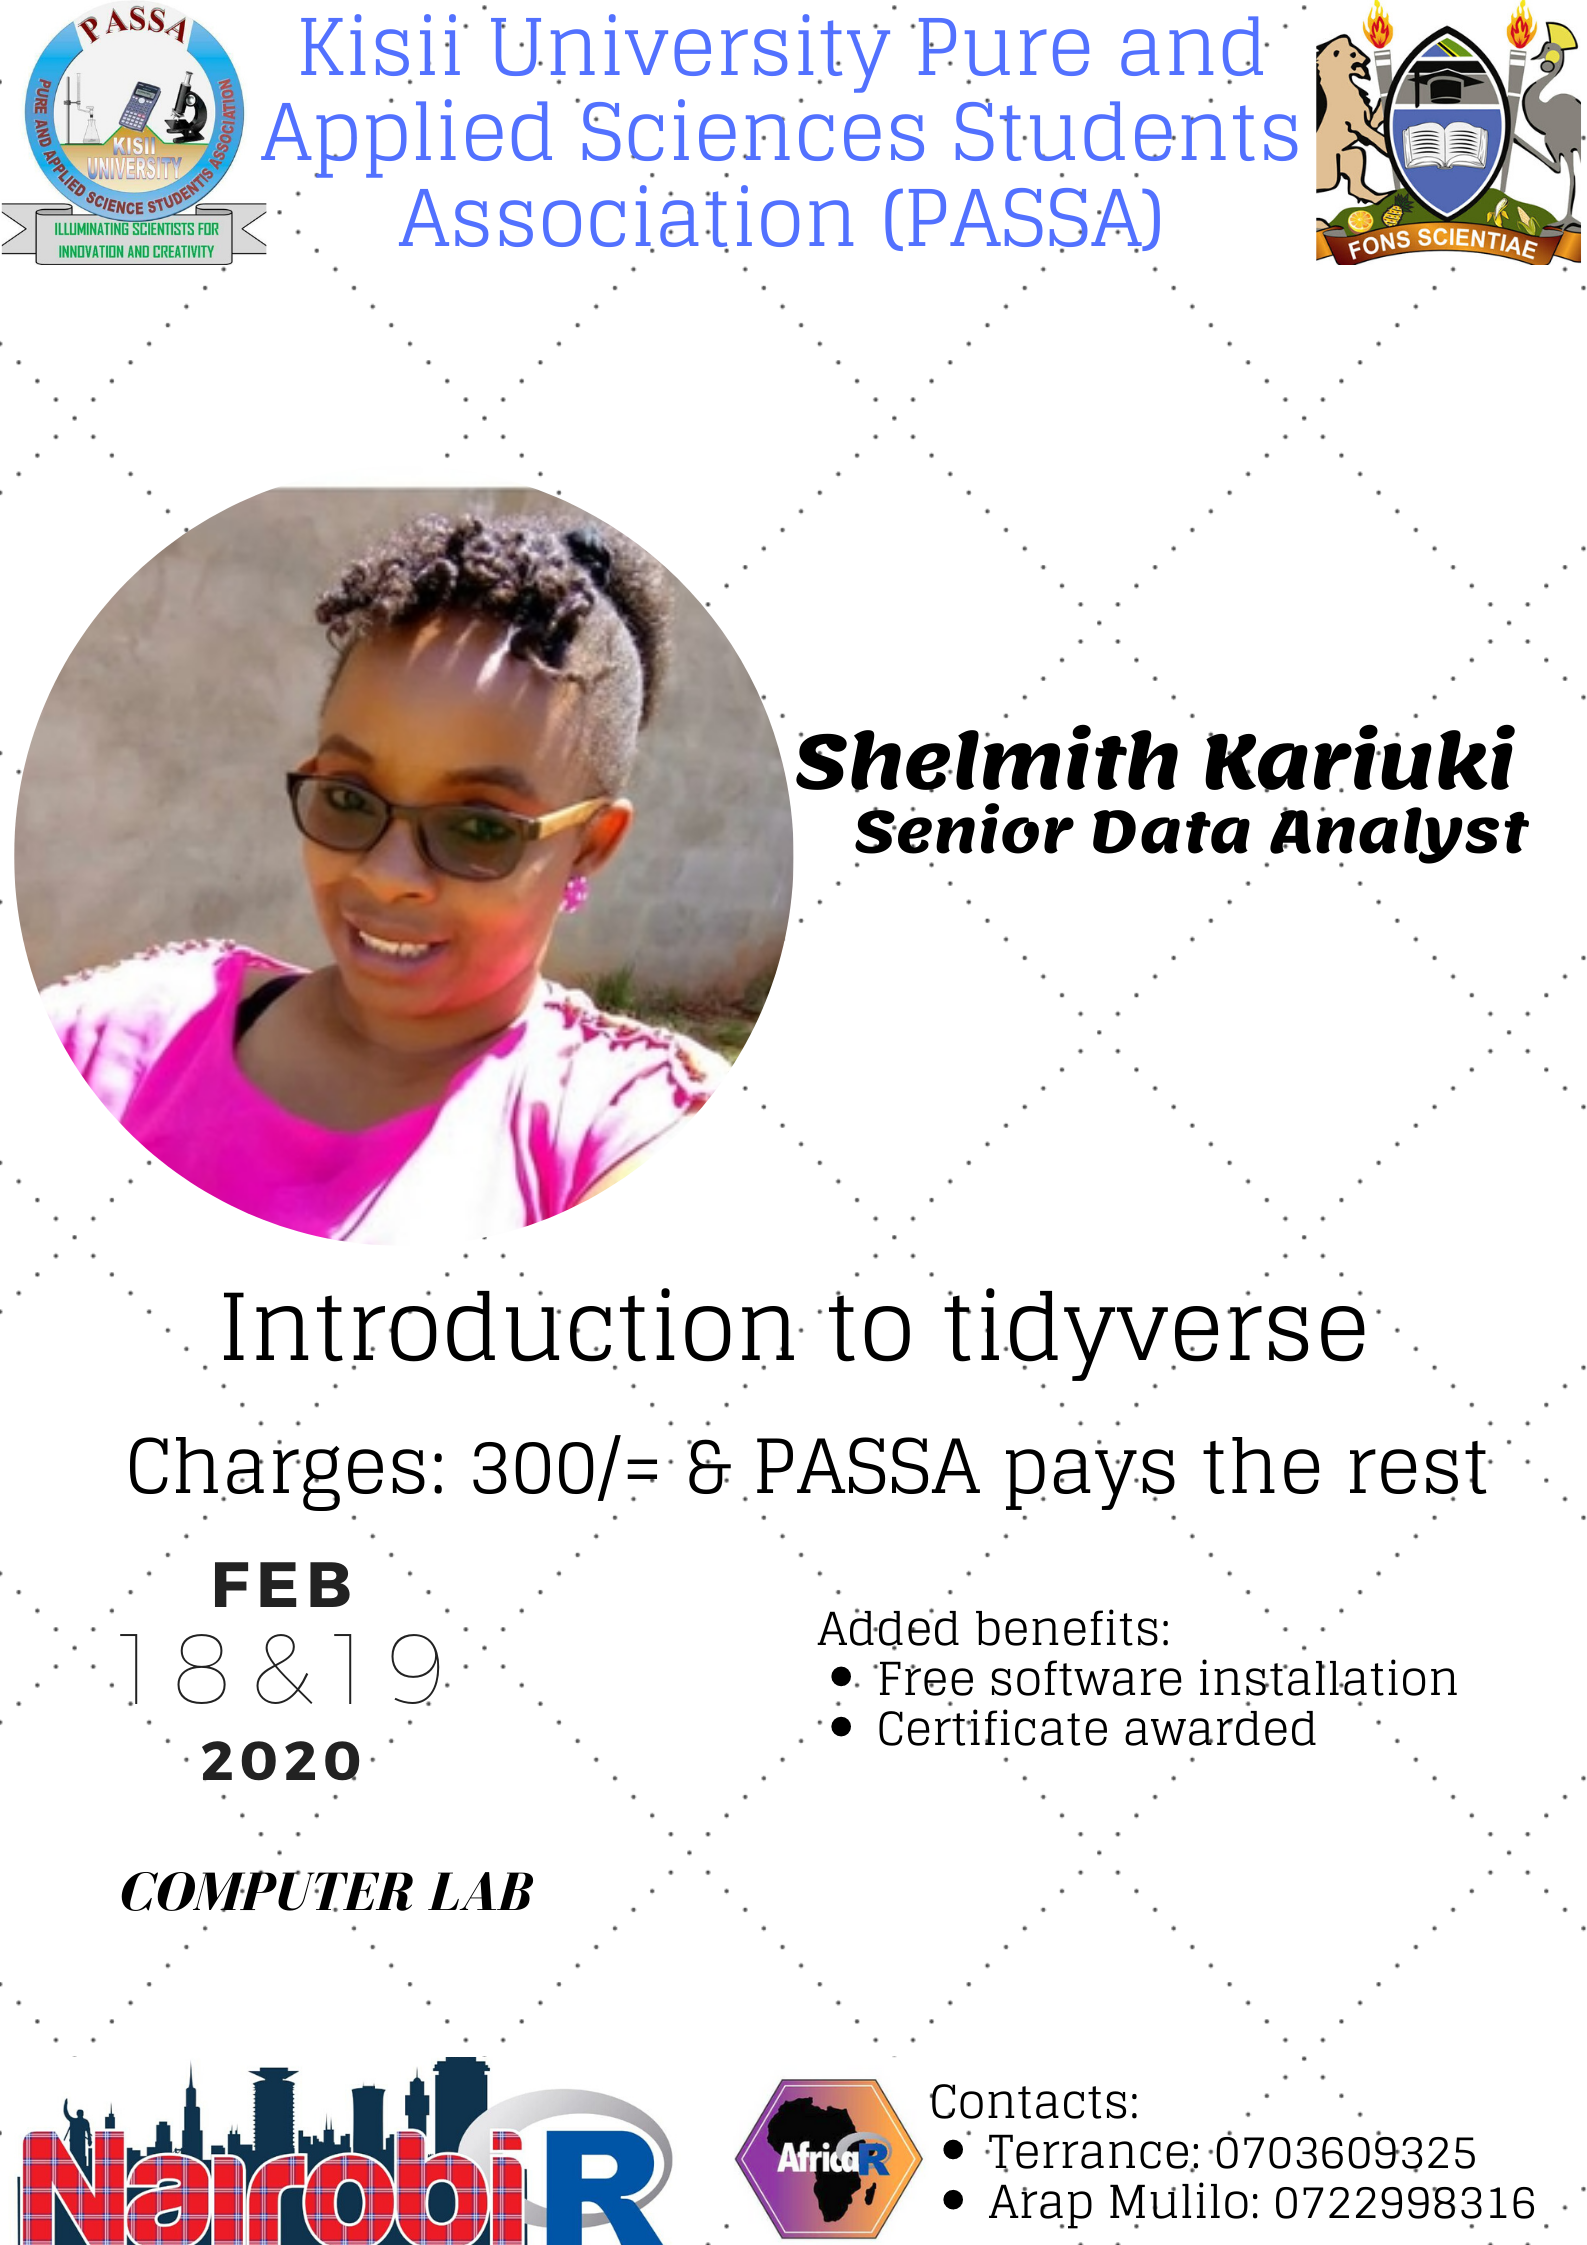 PASSA
PURE AND APPLIED SCIENCE STUDENTS ASSOCIATION
KISII
UNIVERSITY
ILLUMINATING SCIENTISTS FOR
INNOVATION AND CREATIVITY
Kisii University Pure and
Applied Sciences Students
Association (PASSA)
FONS SCIENTIAE
Shelmith Kariuki
Senior Data Analyst
Introduction to tidyverse
Charges: 300/= & PASSA pays the rest
FEB
18&19
2020
Added benefits:
• Free software installation
• Certificate awarded
COMPUTER LAB
NairobiR
AfricaR
Contacts:
• Terrance: 0703609325
• Arap Mulilo: 0722998316